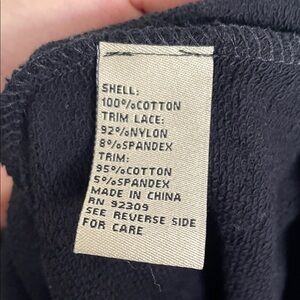 SHELL:
100%COTTON
TRIM LACE:
92%NYLON
8%SPANDEX
TRIM:
95%COTTON
5%SPANDEX
MADE IN CHINA
RN 92309
SEE REVERSE SIDE
FOR CARE